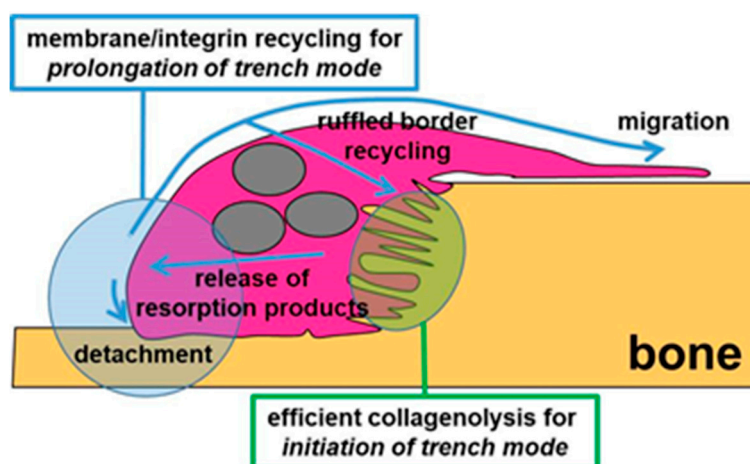 membrane/integrin recycling for
prolongation of trench mode
ruffled border
recycling
migration
release of
resorption products
detachment
bone
efficient collagenolysis for
initiation of trench mode